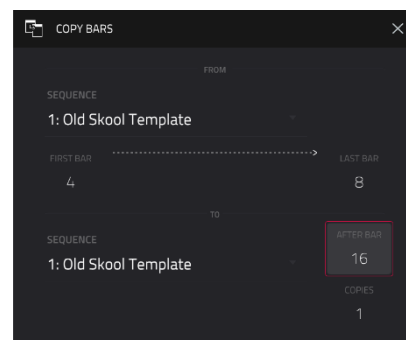 COPY BARS
FROM
SEQUENCE
1: Old Skool Template
FIRST BAR
LAST BAR
4
8
TO
SEQUENCE
AFTER BAR
1: Old Skool Template
16
COPIES
1